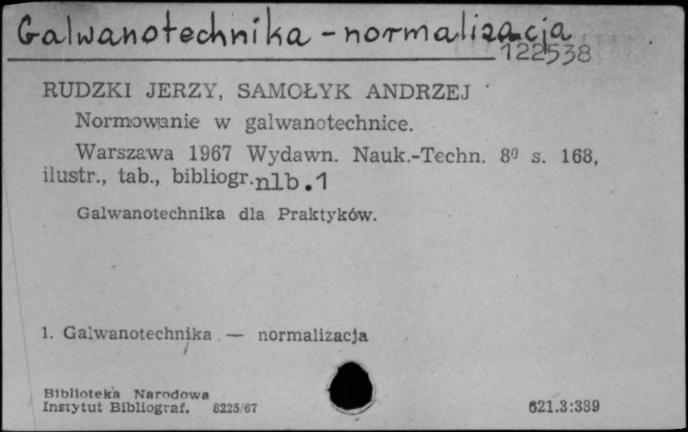 Galwanotechnika - normalizacja
122538
RUDZKI JERZY, SAMOŁYK ANDRZEJ
Normowanie w galwanotechnice.
Warszawa 1967 Wydawn. Nauk.-Techn. 8⁰ s. 168,
ilustr., tab., bibliogr. nlb. 1
Galwanotechnika dla Praktyków.
1. Galwanotechnika — normalizacja
Biblioteka Narodowa
Instytut Bibliograf. 8225/67 621.3:389